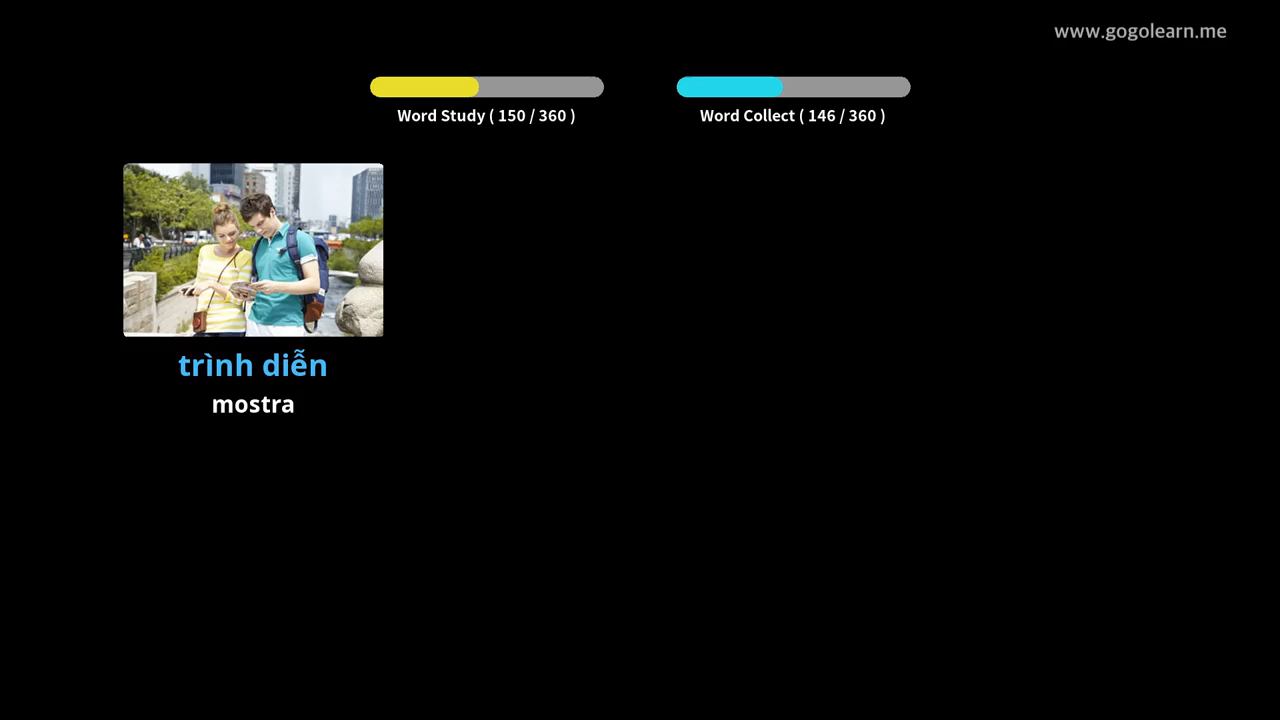 www.gogolearn.me
Word Study ( 150 / 360 )
Word Collect ( 146 / 360 )
trình diễn
mostra